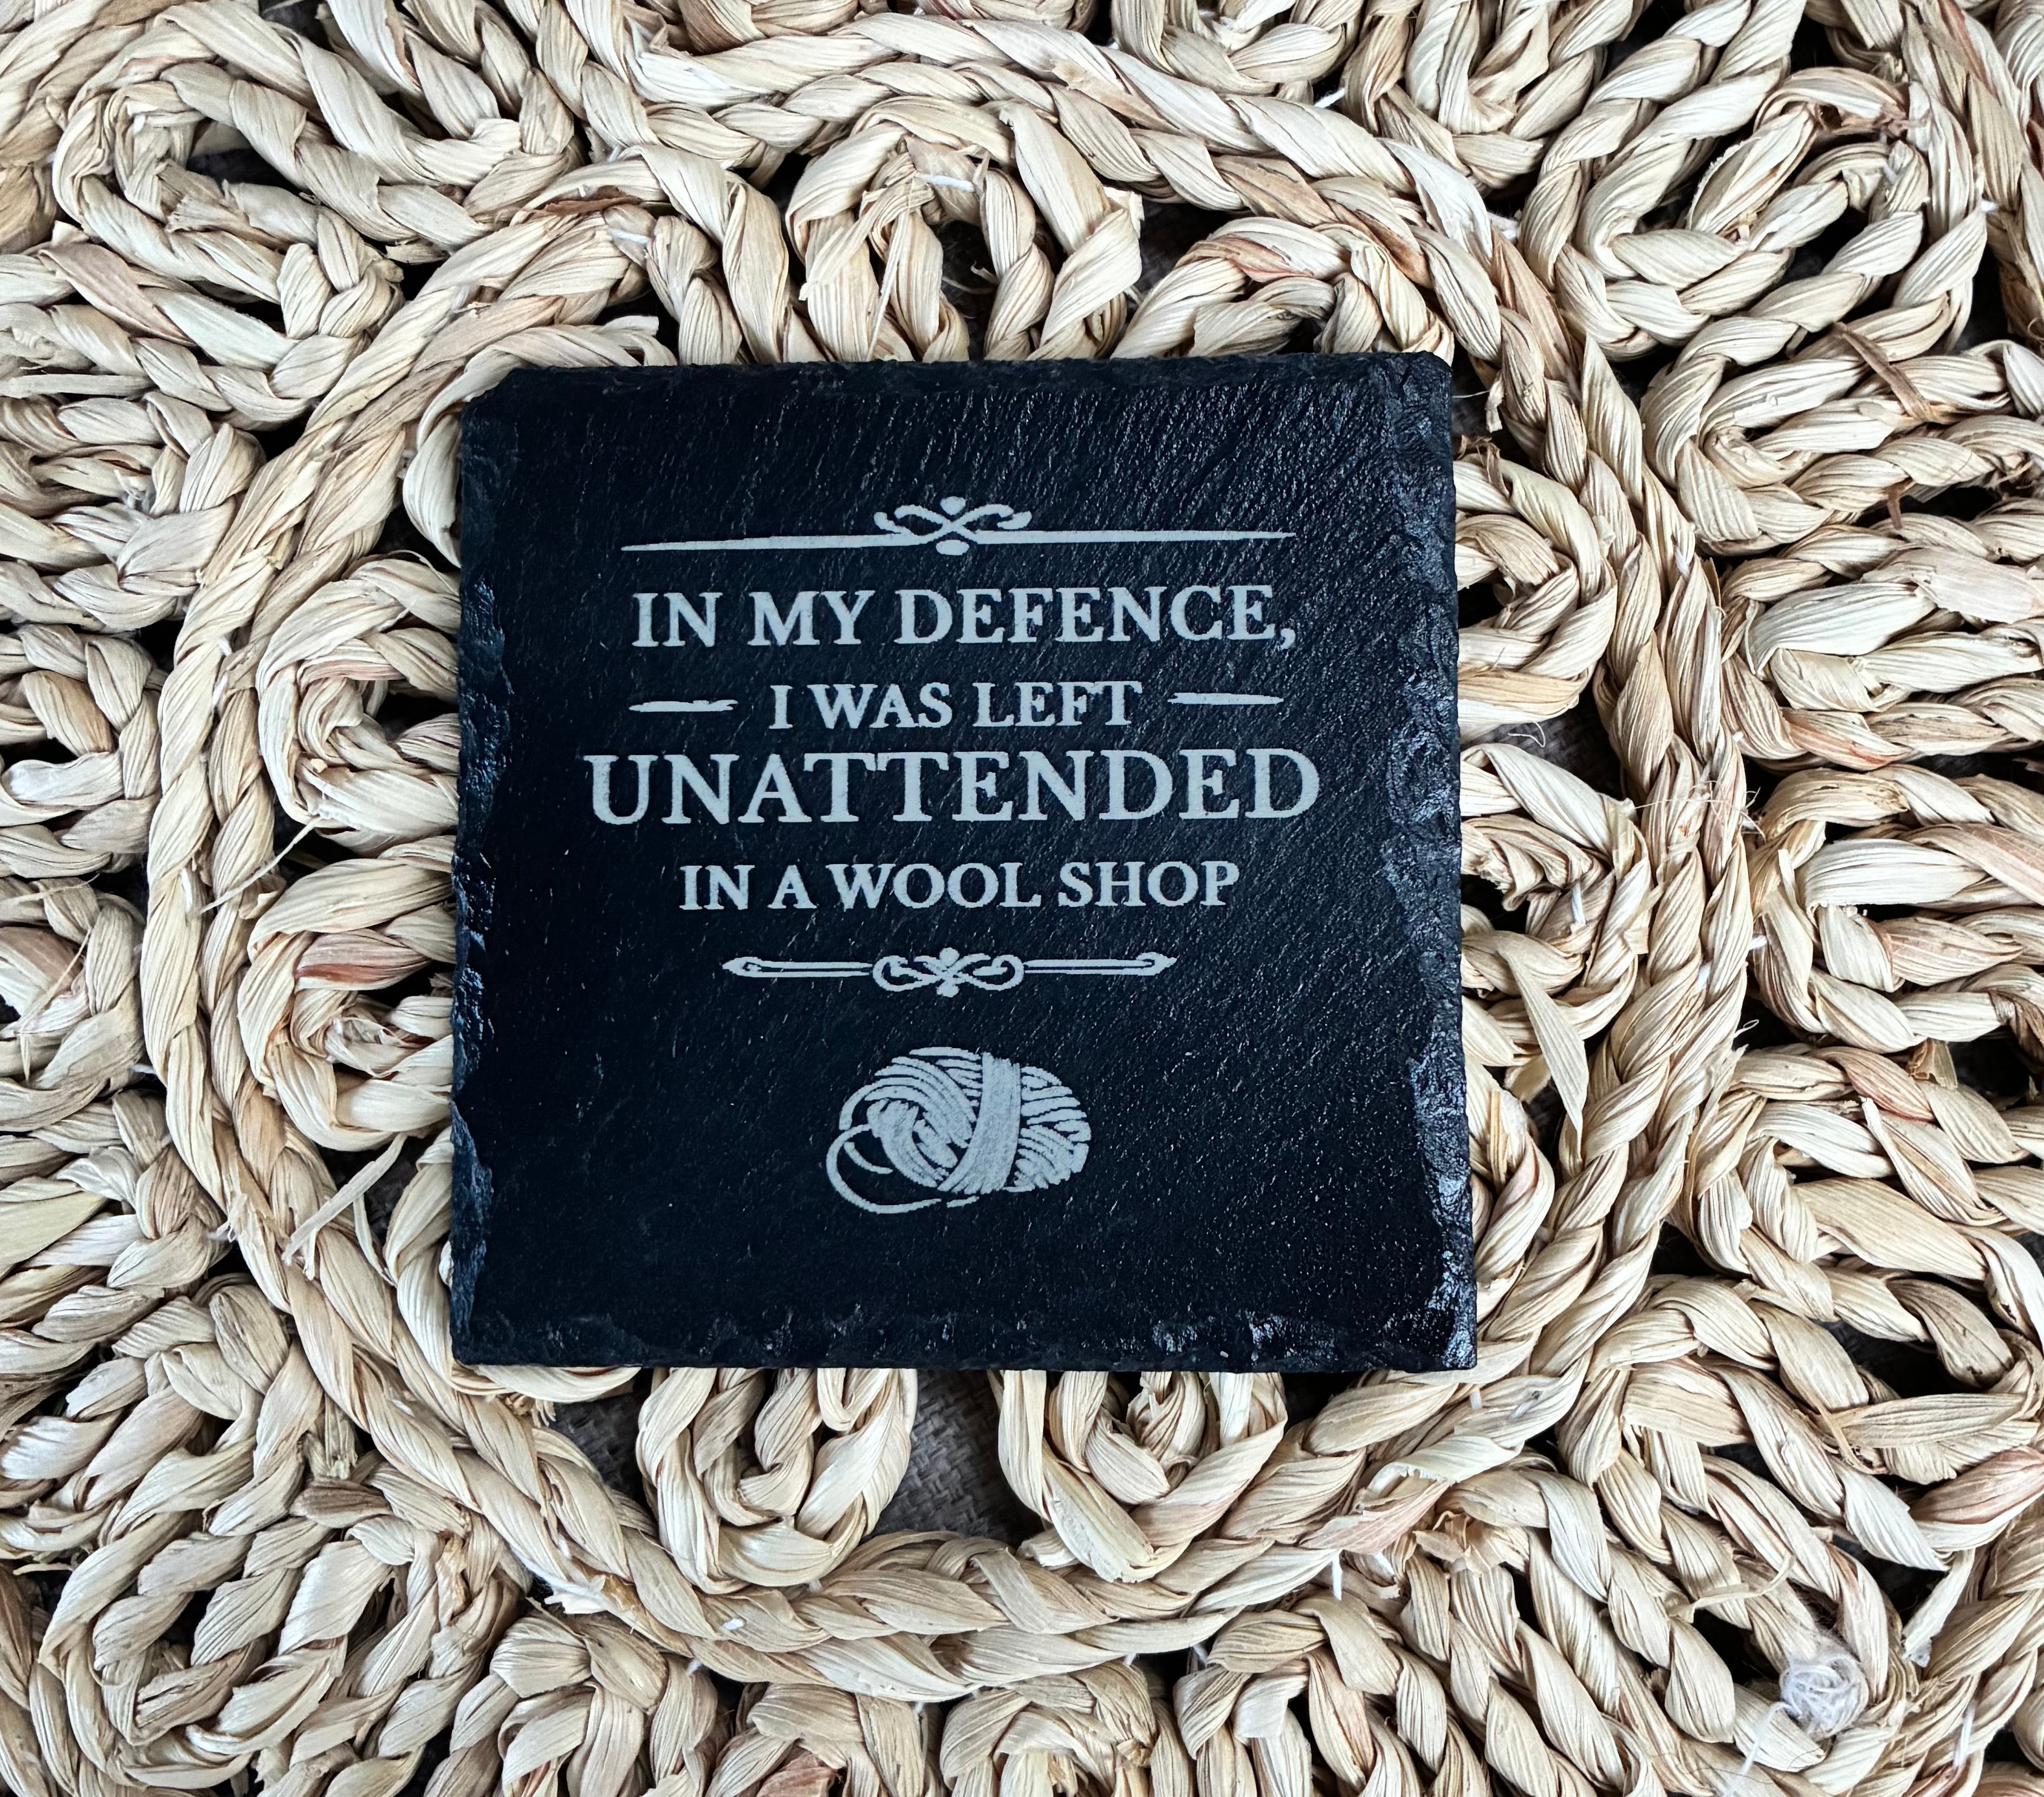 IN MY DEFENCE,
I WAS LEFT
UNATTENDED
IN A WOOL SHOP